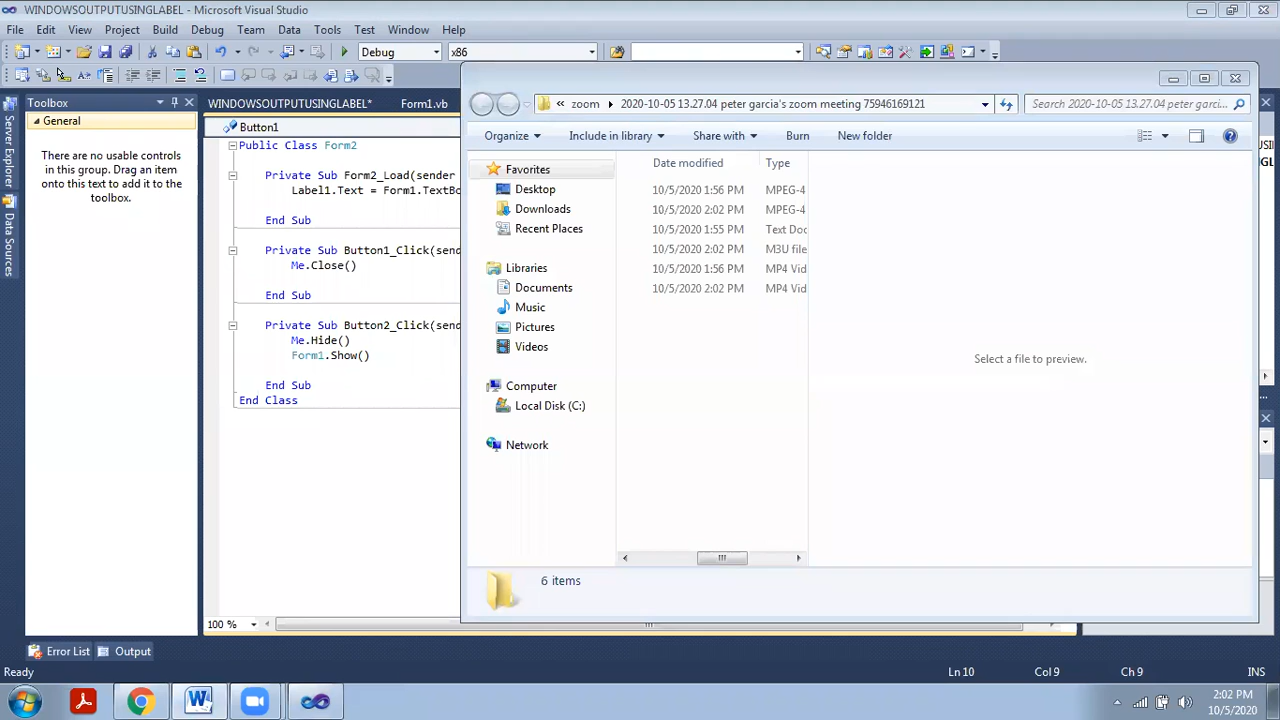 WINDOWSOUTPUTUSINGLABEL - Microsoft Visual Studio
File Edit View Project Build Debug Team Data Tools Test Window Help
Debug x86
Toolbox
General
There are no usable controls
in this group. Drag an item
onto this text to add it to the
toolbox.
Server Explorer
Data Sources
WINDOWSOUTPUTUSINGLABEL* Form1.vb
Button1
Public Class Form2
Private Sub Form2_Load(sender
Label1.Text = Form1.TextBo
End Sub
Private Sub Button1_Click(send
Me.Close()
End Sub
Private Sub Button2_Click(send
Me.Hide()
Form1.Show()
End Sub
End Class
100 %
« zoom 2020-10-05 13.27.04 peter garcia's zoom meeting 75946169121
Search 2020-10-05 13.27.04 peter garci...
Organize Include in library Share with Burn New folder
Favorites
Desktop
Downloads
Recent Places
Libraries
Documents
Music
Pictures
Videos
Computer
Local Disk (C:)
Network
Date modified Type
10/5/2020 1:56 PM MPEG-4
10/5/2020 2:02 PM MPEG-4
10/5/2020 1:55 PM Text Doc
10/5/2020 2:02 PM M3U file
10/5/2020 1:56 PM MP4 Vid
10/5/2020 2:02 PM MP4 Vid
Select a file to preview.
6 items
Error List Output
Ready Ln 10 Col 9 Ch 9 INS
2:02 PM
10/5/2020